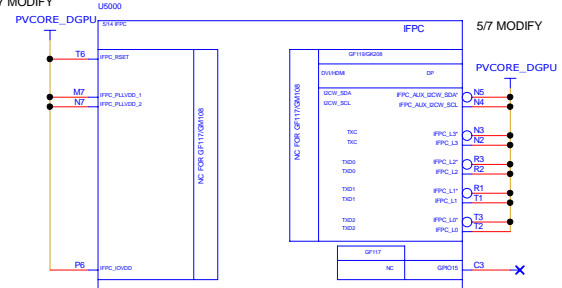 7 MODIFY
U5000
PVCORE_DGPU
5/14 IFPC
IFPC
5/7 MODIFY
GF119/GK208
DVI/HDMI
DP
PVCORE_DGPU
T6
IFPC_RSET
M7
IFPC_PLLVDD_1
N7
IFPC_PLLVDD_2
NC FOR GF117/GM108
NC FOR GF117/GM108
I2CW_SDA
IFPC_AUX_I2CW_SDA*
N5
I2CW_SCL
IFPC_AUX_I2CW_SCL
N4
TXC
IFPC_L3*
N3
TXC
IFPC_L3
N2
TXD0
IFPC_L2*
R3
TXD0
IFPC_L2
R2
TXD1
IFPC_L1*
R1
TXD1
IFPC_L1
T1
TXD2
IFPC_L0*
T3
TXD2
IFPC_L0
T2
GF117
P6
IFPC_IOVDD
NC
GPIO15
C3